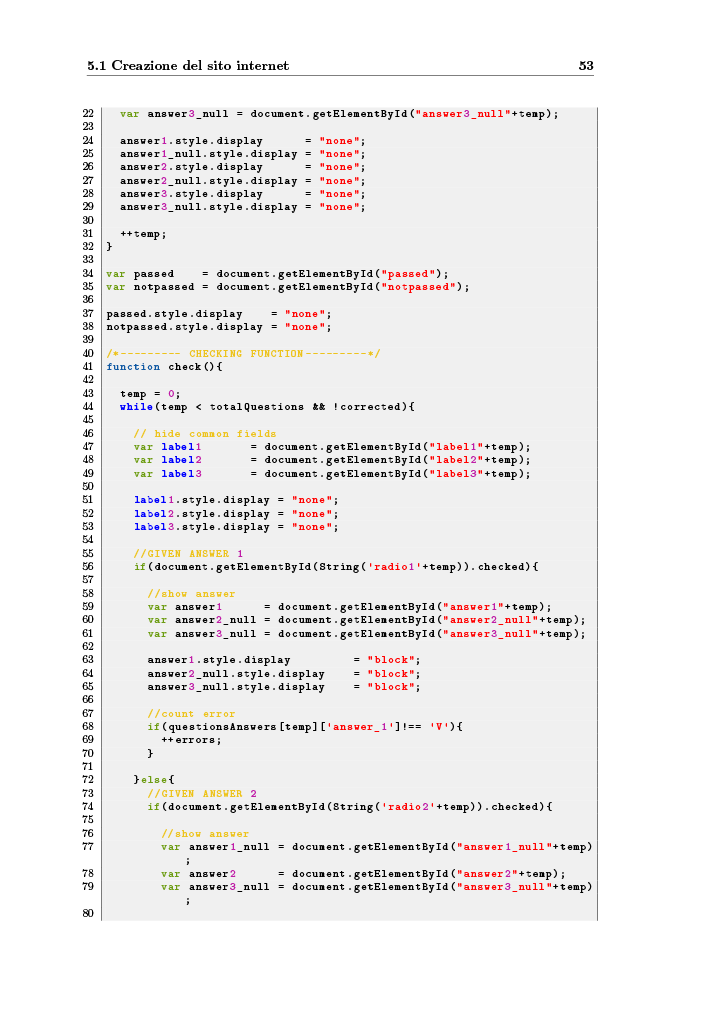 5.1 Creazione del sito internet 53
22 var answer3_null = document.getElementById("answer3_null"+temp);
23
24 answer1.style.display      = "none";
25 answer1_null.style.display = "none";
26 answer2.style.display      = "none";
27 answer2_null.style.display = "none";
28 answer3.style.display      = "none";
29 answer3_null.style.display = "none";
30
31 ++temp;
32 }
33
34 var passed    = document.getElementById("passed");
35 var notpassed = document.getElementById("notpassed");
36
37 passed.style.display    = "none";
38 notpassed.style.display = "none";
39
40 /*--------- CHECKING FUNCTION---------*/
41 function check(){
42
43 temp = 0;
44 while(temp < totalQuestions && !corrected){
45
46 // hide common fields
47 var label1       = document.getElementById("label1"+temp);
48 var label2       = document.getElementById("label2"+temp);
49 var label3       = document.getElementById("label3"+temp);
50
51 label1.style.display = "none";
52 label2.style.display = "none";
53 label3.style.display = "none";
54
55 //GIVEN ANSWER 1
56 if(document.getElementById(String('radio1'+temp)).checked){
57
58 //show answer
59 var answer1      = document.getElementById("answer1"+temp);
60 var answer2_null = document.getElementById("answer2_null"+temp);
61 var answer3_null = document.getElementById("answer3_null"+temp);
62
63 answer1.style.display         = "block";
64 answer2_null.style.display    = "block";
65 answer3_null.style.display    = "block";
66
67 //count error
68 if(questionsAnswers[temp]['answer_1']!== 'V'){
69 ++errors;
70 }
71
72 }else{
73 //GIVEN ANSWER 2
74 if(document.getElementById(String('radio2'+temp)).checked){
75
76 //show answer
77 var answer1_null = document.getElementById("answer1_null"+temp)
;
78 var answer2      = document.getElementById("answer2"+temp);
79 var answer3_null = document.getElementById("answer3_null"+temp)
;
80